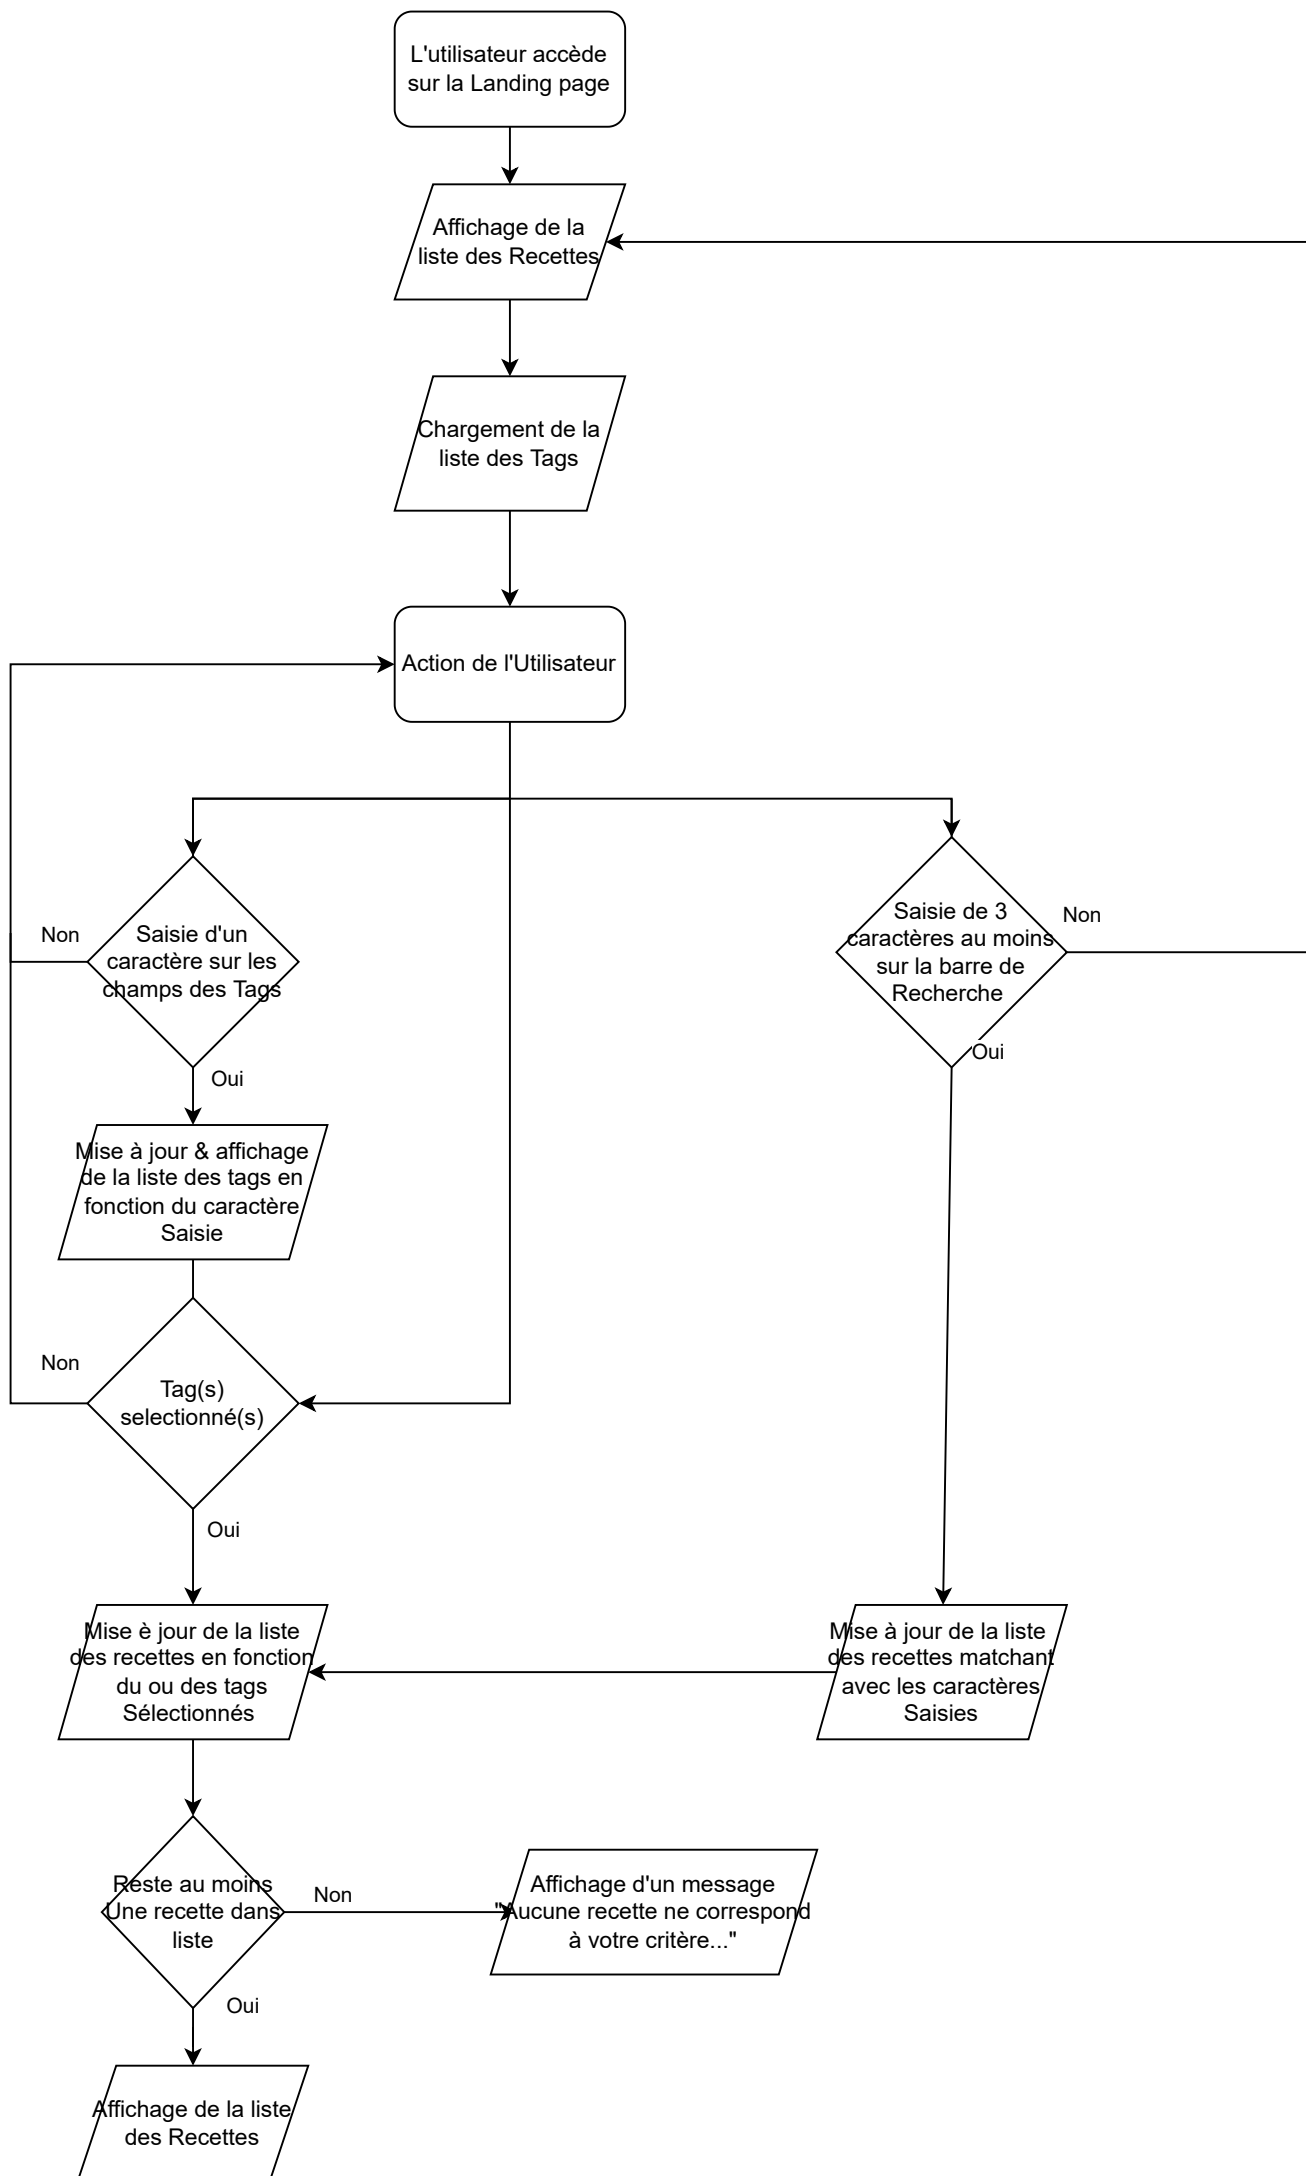 L'utilisateur accède
sur la Landing page
Affichage de la
liste des Recettes
Chargement de la
liste des Tags
Action de l'Utilisateur
Non
Saisie d'un
caractère sur les
champs des Tags
Oui
Saisie de 3
caractères au moins
sur la barre de
Recherche
Non
Oui
Mise à jour & affichage
de la liste des tags en
fonction du caractère
Saisie
Non
Tag(s)
selectionné(s)
Oui
Mise è jour de la liste
des recettes en fonction
du ou des tags
Sélectionnés
Mise à jour de la liste
des recettes matchant
avec les caractères
Saisies
Reste au moins
Une recette dans
liste
Non
Affichage d'un message
"Aucune recette ne correspond
à votre critère..."
Oui
Affichage de la liste
des Recettes